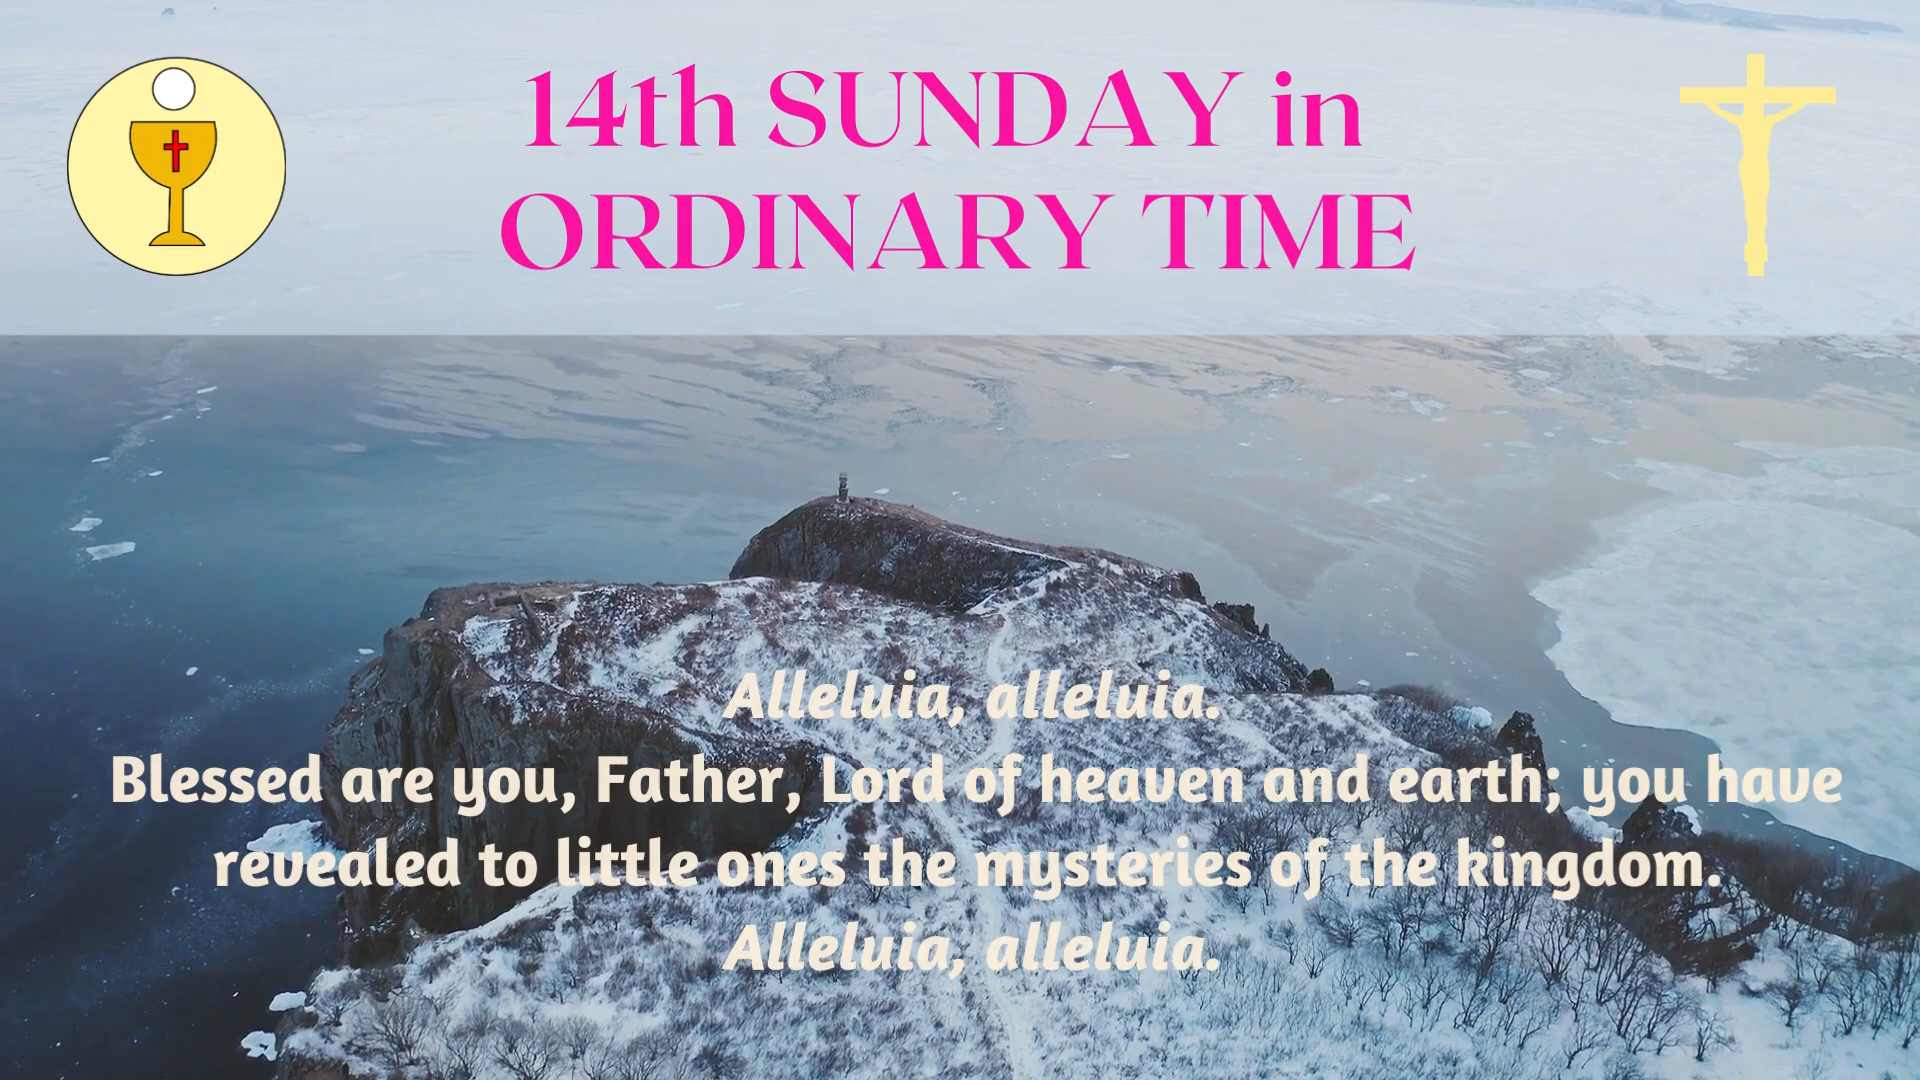 14th SUNDAY in
ORDINARY TIME
Alleluia, alleluia.
Blessed are you, Father, Lord of heaven and earth; you have
revealed to little ones the mysteries of the kingdom.
Alleluia, alleluia.